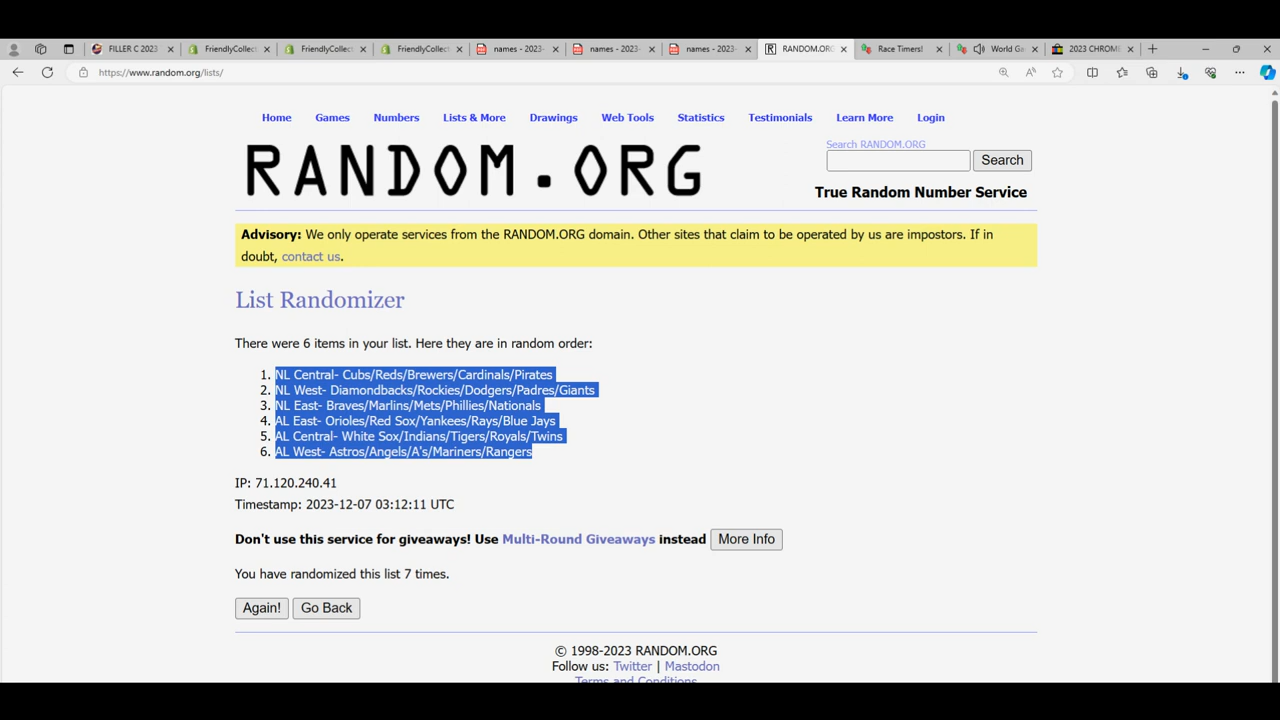 FILLER C 2023
FriendlyCollect
FriendlyCollect
FriendlyCollect
names - 2023-
names - 2023-
names - 2023-
RANDOM.ORG
Race Timers!
World Ga
2023 CHROME
https://www.random.org/lists/
Home Games Numbers Lists & More Drawings Web Tools Statistics Testimonials Learn More Login
RANDOM.ORG
Search RANDOM.ORG
Search
True Random Number Service
Advisory: We only operate services from the RANDOM.ORG domain. Other sites that claim to be operated by us are impostors. If in
doubt, contact us.
List Randomizer
There were 6 items in your list. Here they are in random order:
1. NL Central- Cubs/Reds/Brewers/Cardinals/Pirates
2. NL West- Diamondbacks/Rockies/Dodgers/Padres/Giants
3. NL East- Braves/Marlins/Mets/Phillies/Nationals
4. AL East- Orioles/Red Sox/Yankees/Rays/Blue Jays
5. AL Central- White Sox/Indians/Tigers/Royals/Twins
6. AL West- Astros/Angels/A's/Mariners/Rangers
IP: 71.120.240.41
Timestamp: 2023-12-07 03:12:11 UTC
Don't use this service for giveaways! Use Multi-Round Giveaways instead More Info
You have randomized this list 7 times.
Again! Go Back
© 1998-2023 RANDOM.ORG
Follow us: Twitter | Mastodon
Terms and Conditions